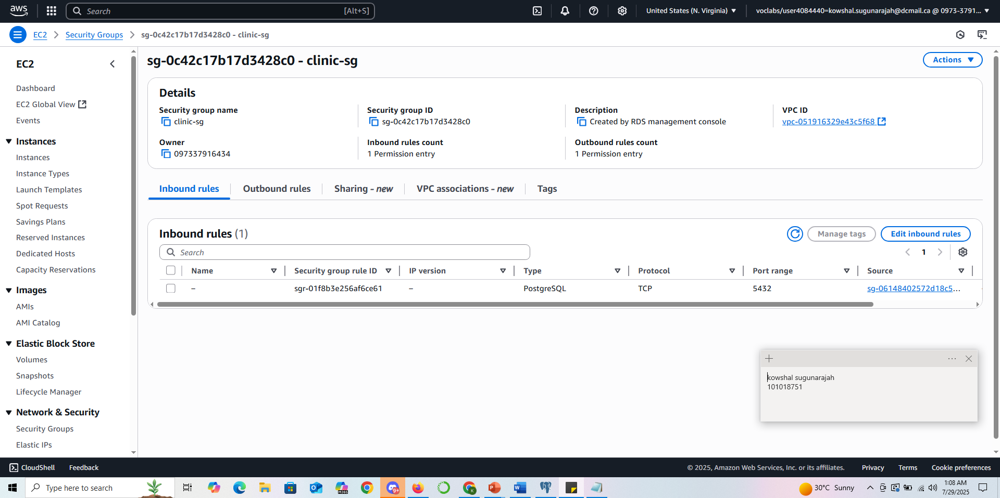 aws
Search [Alt+S]
United States (N. Virginia)
voclabs/user4084440=kowshal.sugunarajah@dcmail.ca @ 0973-3791...
EC2
Security Groups
sg-0c42c17b17d3428c0 - clinic-sg
EC2
Dashboard
EC2 Global View
Events
Instances
Instances
Instance Types
Launch Templates
Spot Requests
Savings Plans
Reserved Instances
Dedicated Hosts
Capacity Reservations
Images
AMIs
AMI Catalog
Elastic Block Store
Volumes
Snapshots
Lifecycle Manager
Network & Security
Security Groups
Elastic IPs
sg-0c42c17b17d3428c0 - clinic-sg
Actions
Details
Security group name
clinic-sg
Security group ID
sg-0c42c17b17d3428c0
Description
Created by RDS management console
VPC ID
vpc-051916329e43c5f68
Owner
097337916434
Inbound rules count
1 Permission entry
Outbound rules count
1 Permission entry
Inbound rules
Outbound rules
Sharing - new
VPC associations - new
Tags
Inbound rules (1)
Manage tags
Edit inbound rules
Search
1
Name Security group rule ID IP version Type Protocol Port range Source
– sgr-01f8b3e256af6ce61 – PostgreSQL TCP 5432 sg-06148402572d18c5...
kowshal sugunarajah
101018751
CloudShell Feedback
© 2025, Amazon Web Services, Inc. or its affiliates. Privacy Terms Cookie preferences
Type here to search
M365
9+
K
30°C Sunny
1:08 AM
7/29/2025